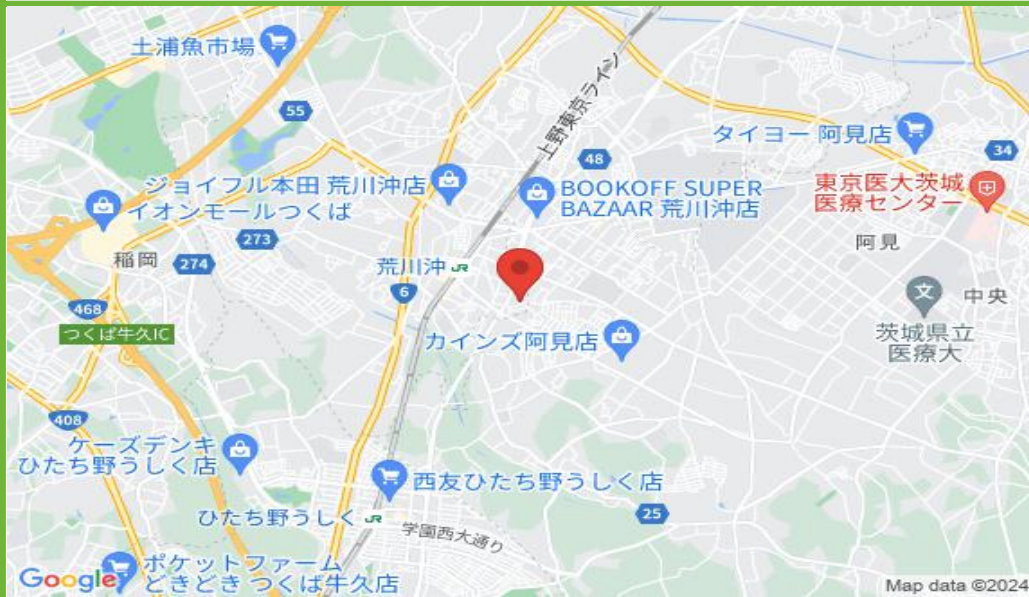 土浦魚市場
55
上野東京ライン
48
タイヨー 阿見店
34
ジョイフル本田 荒川沖店
イオンモールつくば
BOOKOFF SUPER
BAZAAR 荒川沖店
東京医大茨城
医療センター
273
稲岡
274
荒川沖 JR
阿見
6
中央
468
つくば牛久IC
カインズ阿見店
茨城県立
医療大
408
ケーズデンキ
ひたち野うしく店
西友ひたち野うしく店
25
ひたち野うしく JR
学園西大通り
ポケットファーム
どきどき つくば牛久店
Google
Map data ©2024